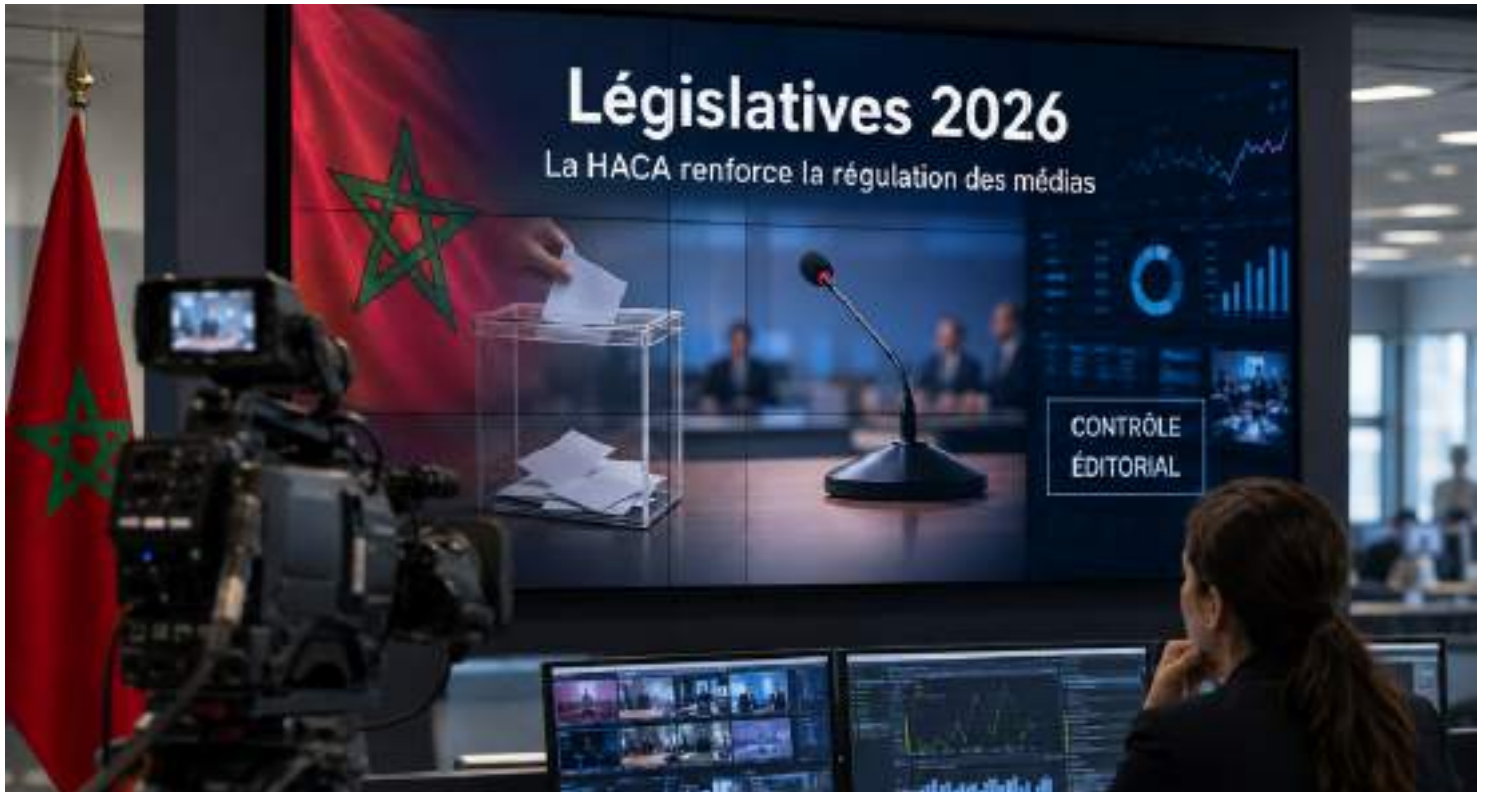 Législatives 2026
La HACA renforce la régulation des médias
CONTRÔLE
ÉDITORIAL